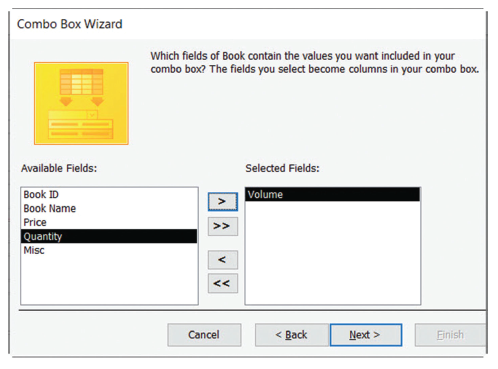 Combo Box Wizard
Which fields of Book contain the values you want included in your
combo box? The fields you select become columns in your combo box.
Available Fields:
Selected Fields:
Book ID
Book Name
Price
Quantity
Misc
>
>>
<
<<
Volume
Cancel
< Back
Next >
Finish